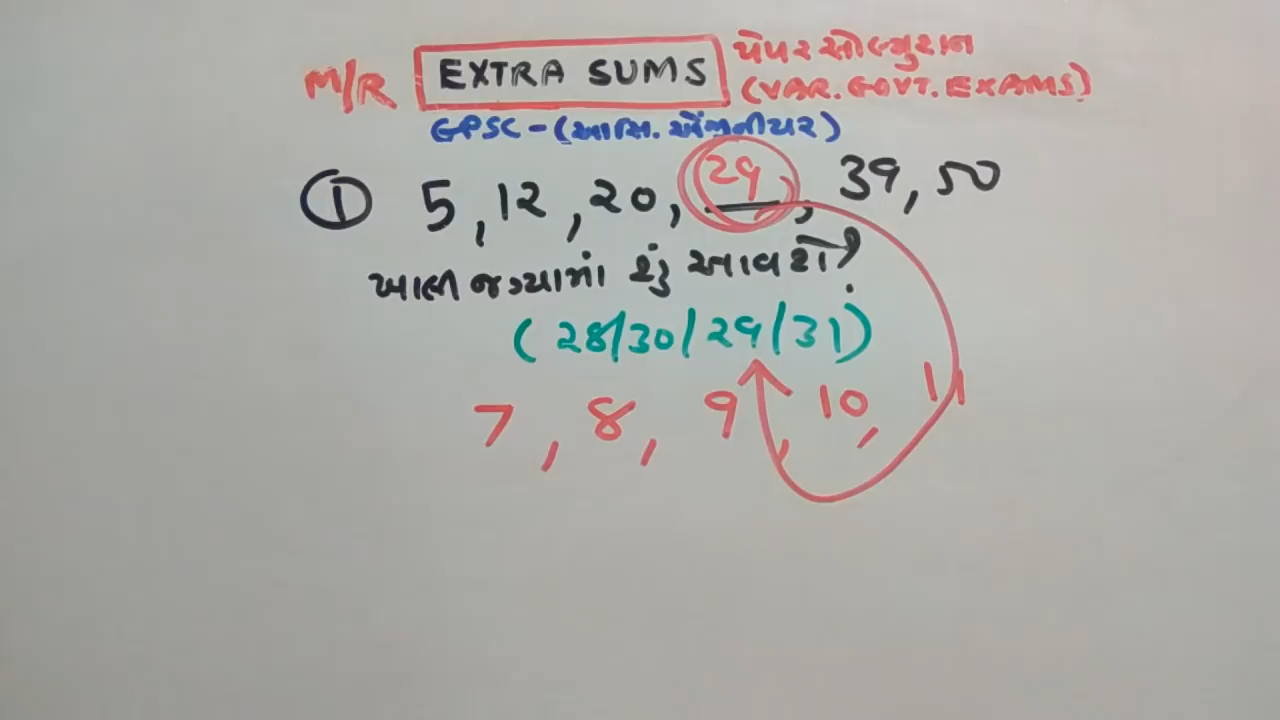 M/R EXTRA SUMS પેપર સોલ્યુશન
(VAR. GOVT. EXAMS)
GPSC - (આસિ. એંજીનીયર)
① 5, 12, 20, 29, 39, 50
ખાલી જગ્યામાં શું આવશે?
(28/30/29/31)
7, 8, 9, 10, 11